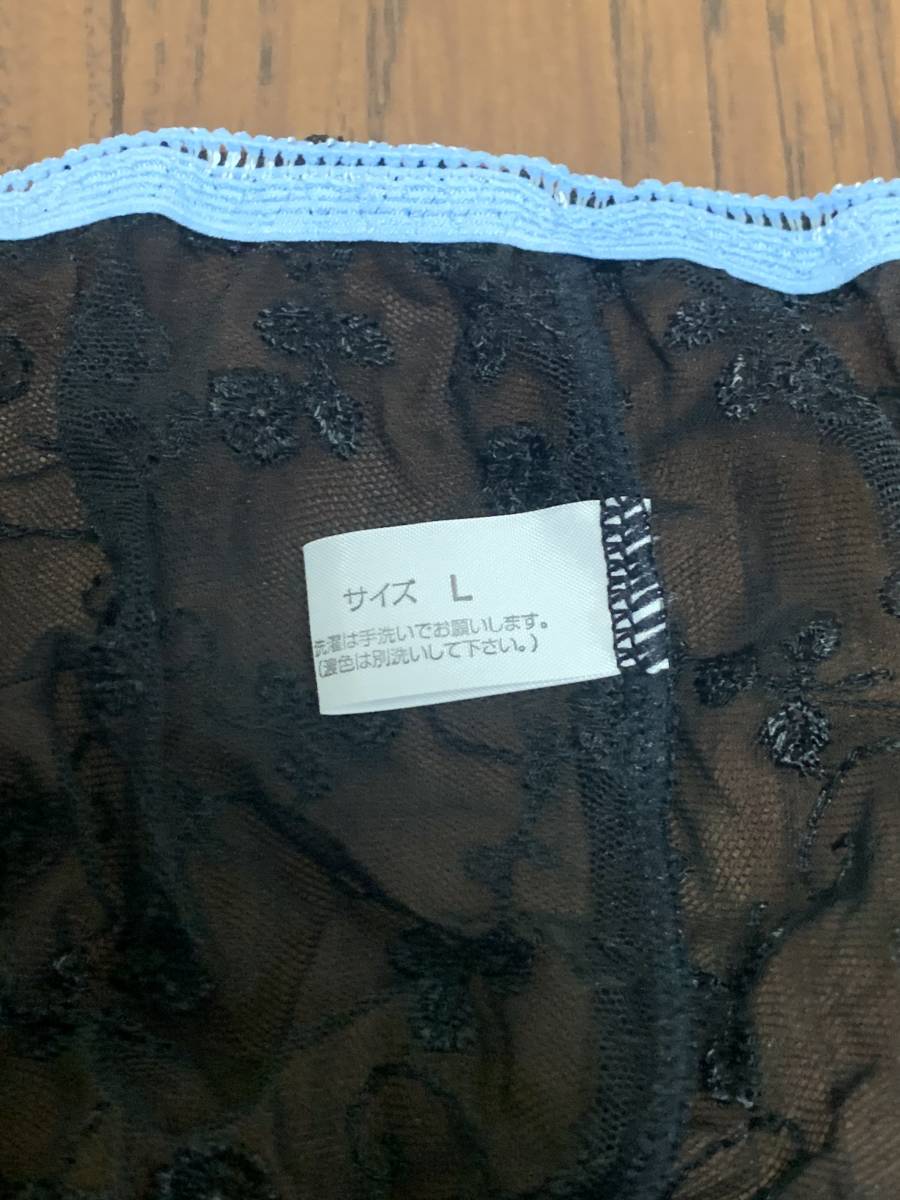 サイズ L
洗濯は手洗いでお願いします。
(濃色は別洗いして下さい。)